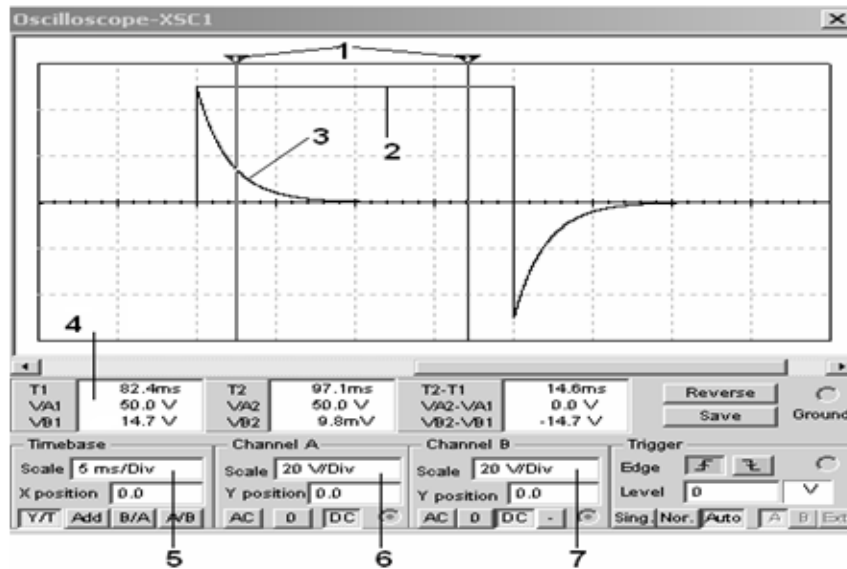 Oscilloscope-XSC1
1
3
2
4
T1 82.4ms T2 97.1ms T2-T1 14.6ms Reverse
VA1 50.0 V VA2 50.0 V VA2-VA1 0.0 V
VB1 14.7 V VB2 9.8mV VB2-VB1 -14.7 V Save Ground
Timebase Channel A Channel B Trigger
Scale 5 ms/Div Scale 20 V/Div Scale 20 V/Div Edge
X position 0.0 Y position 0.0 Y position 0.0 Level 0 V
Y/T Add B/A A/B AC 0 DC AC 0 DC - Sing. Nor. Auto A B Ext
5 6 7